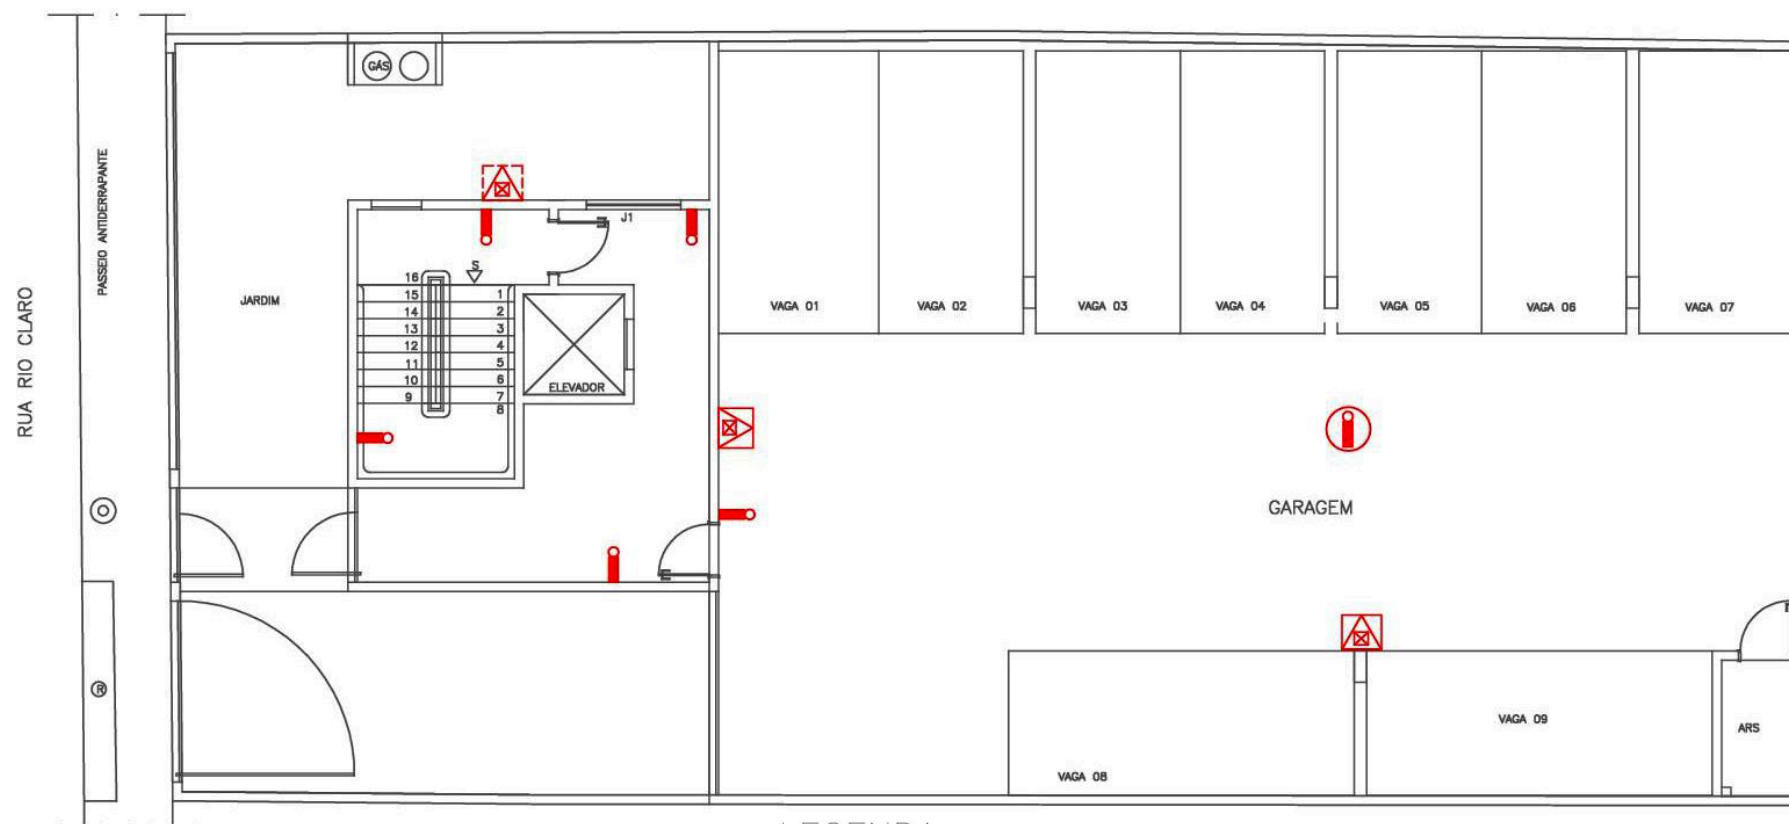 GÁS
PASSEIO ANTIDERRAPANTE
RUA RIO CLARO
JARDIM
J1
S
16
15
14
13
12
11
10
9
1
2
3
4
5
6
7
8
ELEVADOR
VAGA 01
VAGA 02
VAGA 03
VAGA 04
VAGA 05
VAGA 06
VAGA 07
GARAGEM
R
VAGA 08
VAGA 09
ARS